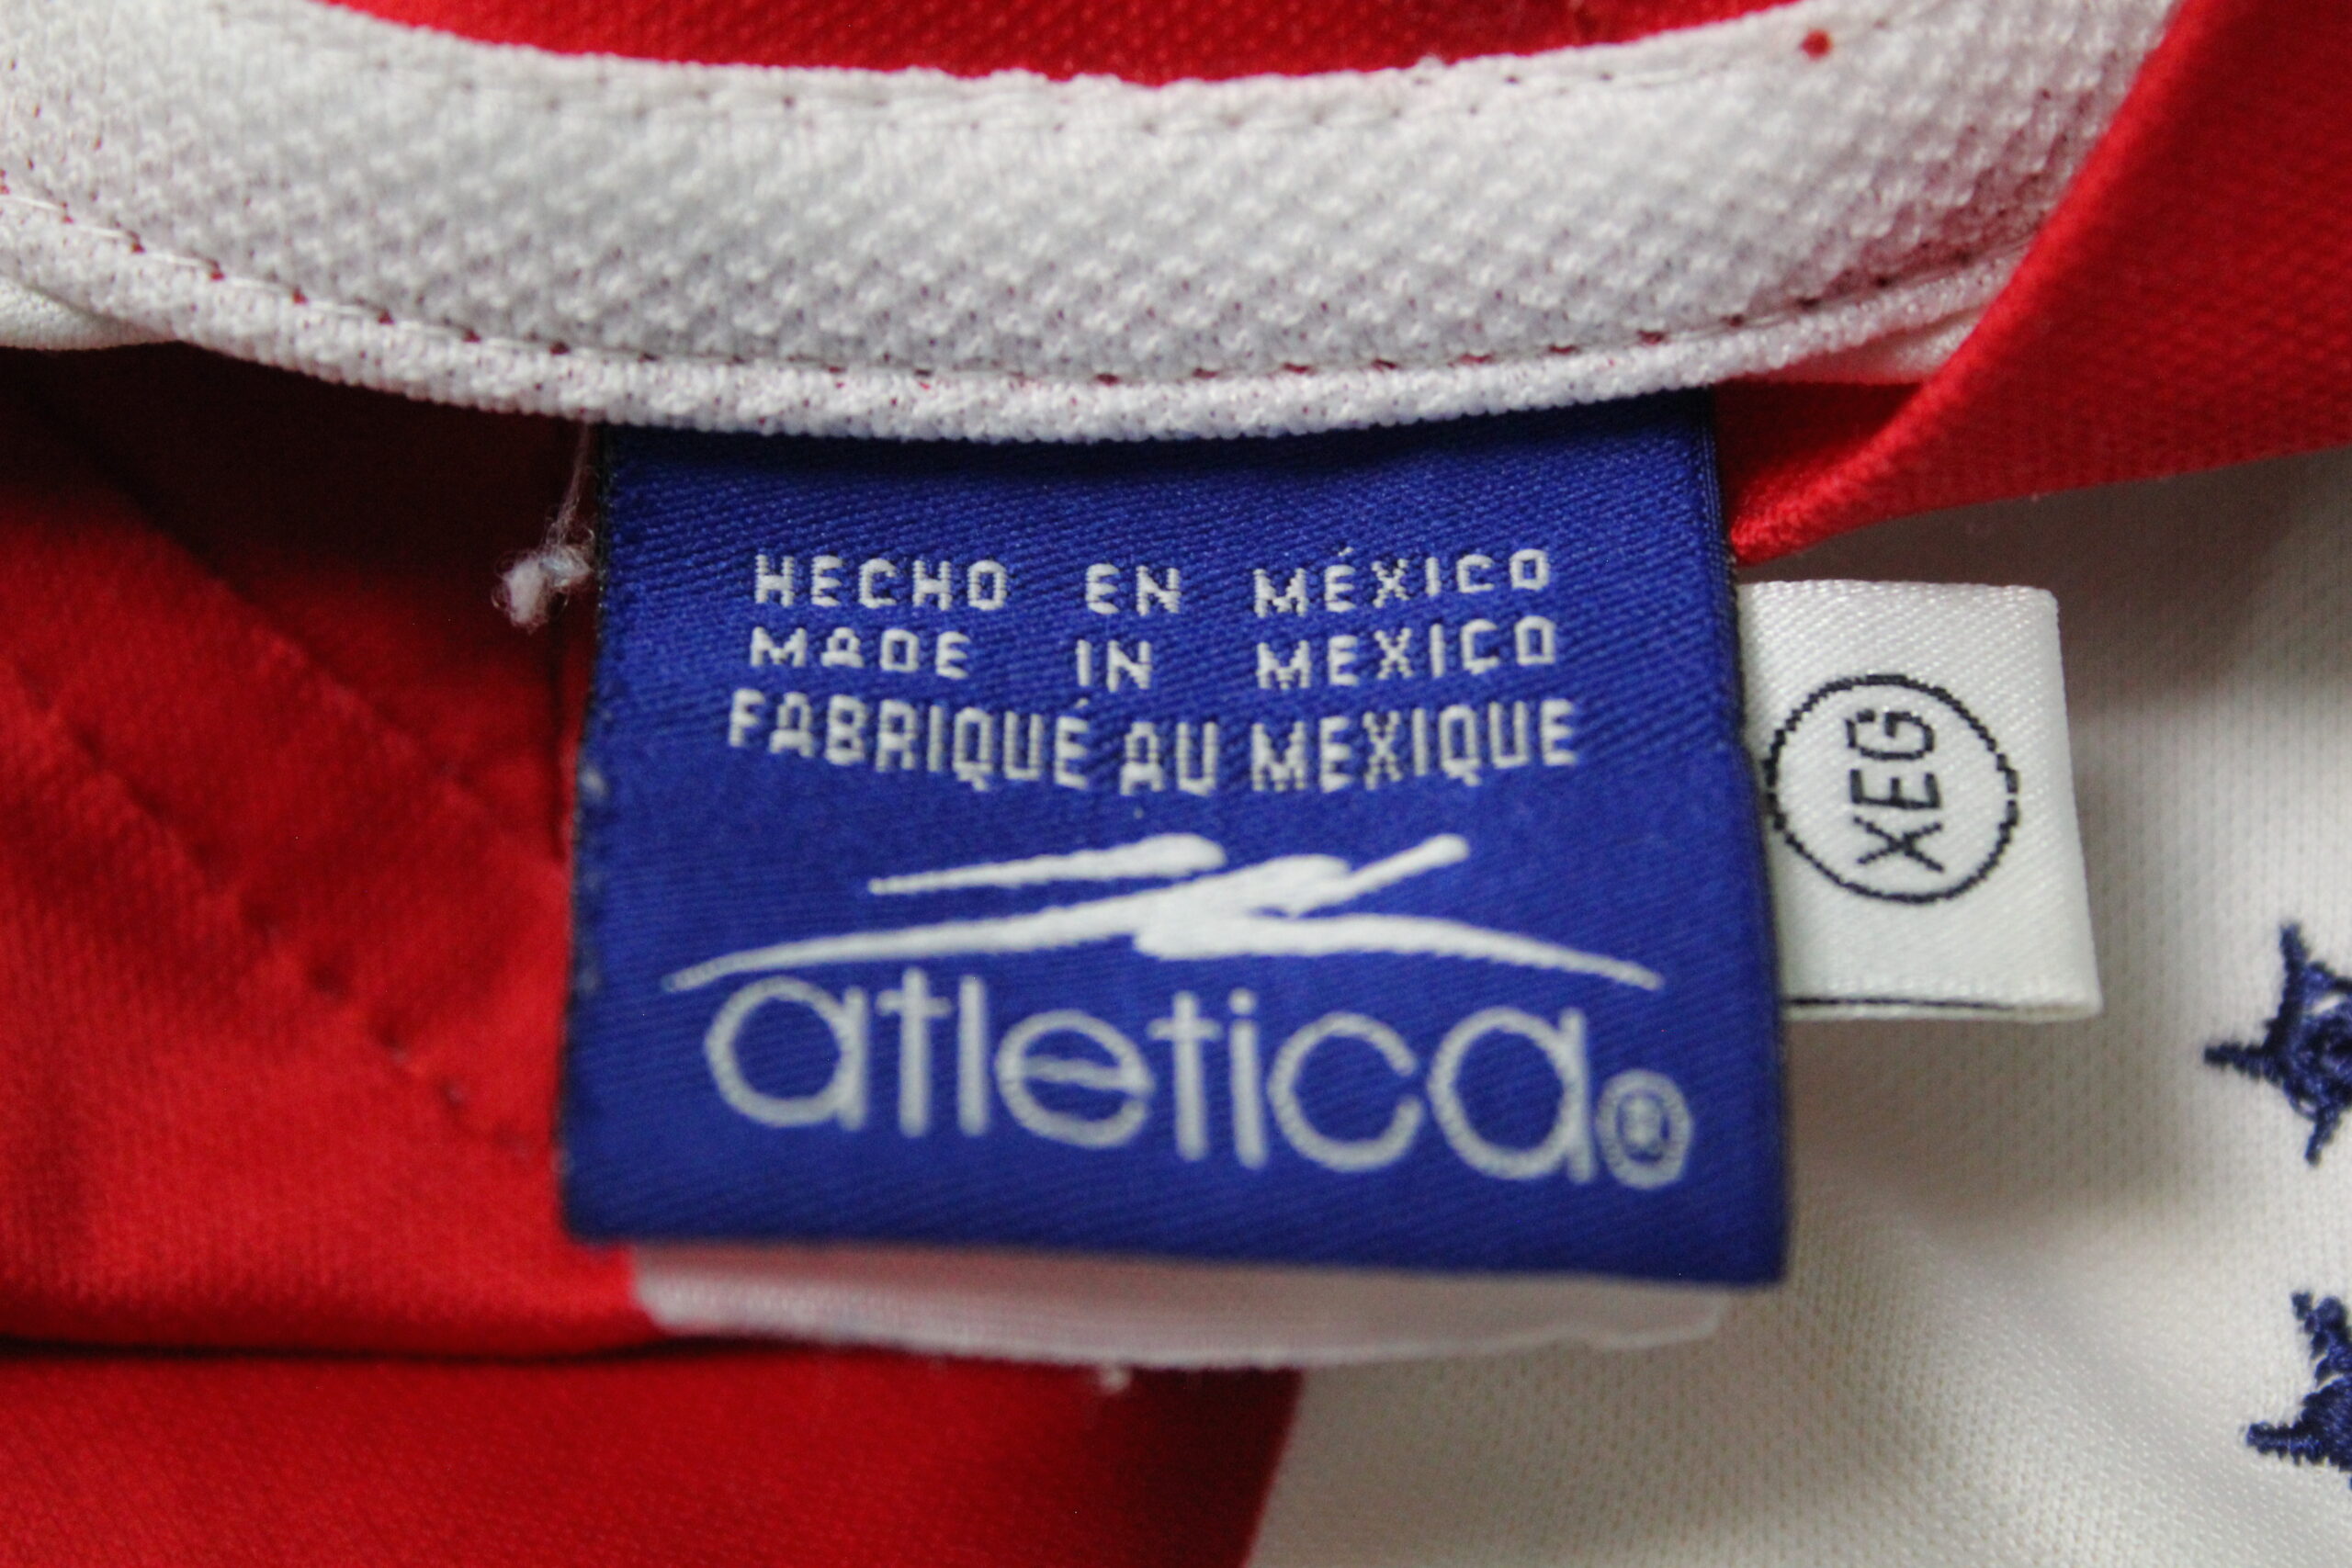 HECHO EN MÉXICO
MADE IN MEXICO
FABRIQUÉ AU MEXIQUE
atletica®
XEG